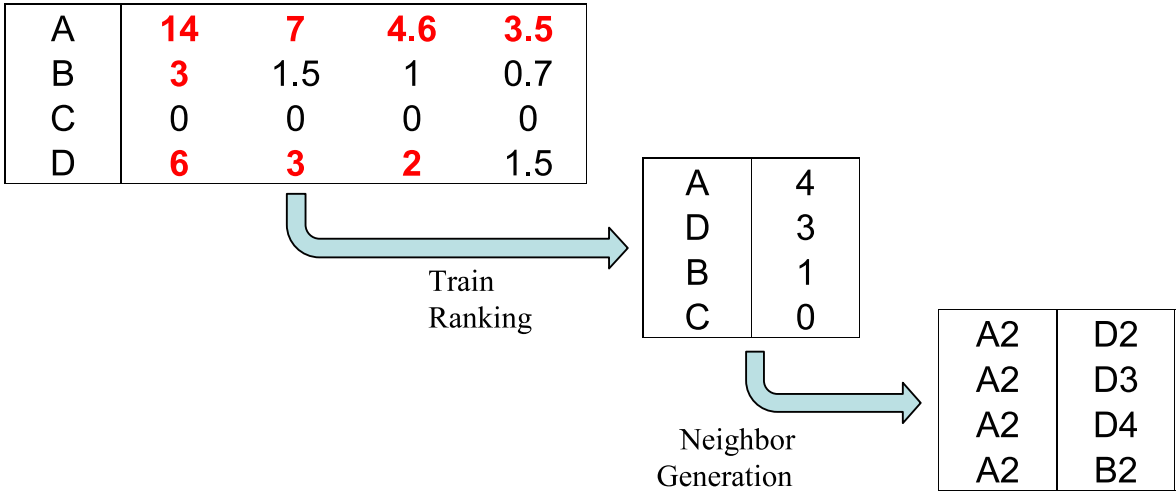 A 14 7 4.6 3.5
B 3 1.5 1 0.7
C 0 0 0 0
D 6 3 2 1.5
Train
Ranking
A 4
D 3
B 1
C 0
Neighbor
Generation
A2 D2
A2 D3
A2 D4
A2 B2